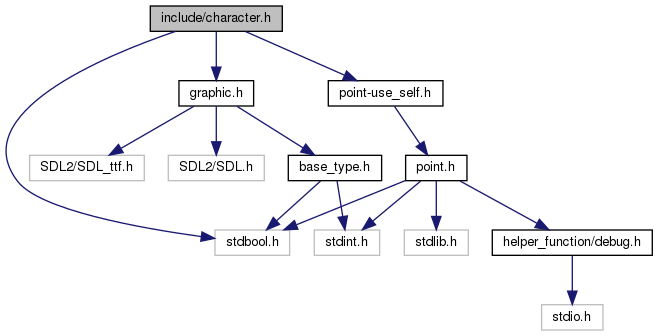 include/character.h
graphic.h
point-use_self.h
SDL2/SDL_ttf.h
SDL2/SDL.h
base_type.h
point.h
stdbool.h
stdint.h
stdlib.h
helper_function/debug.h
stdio.h